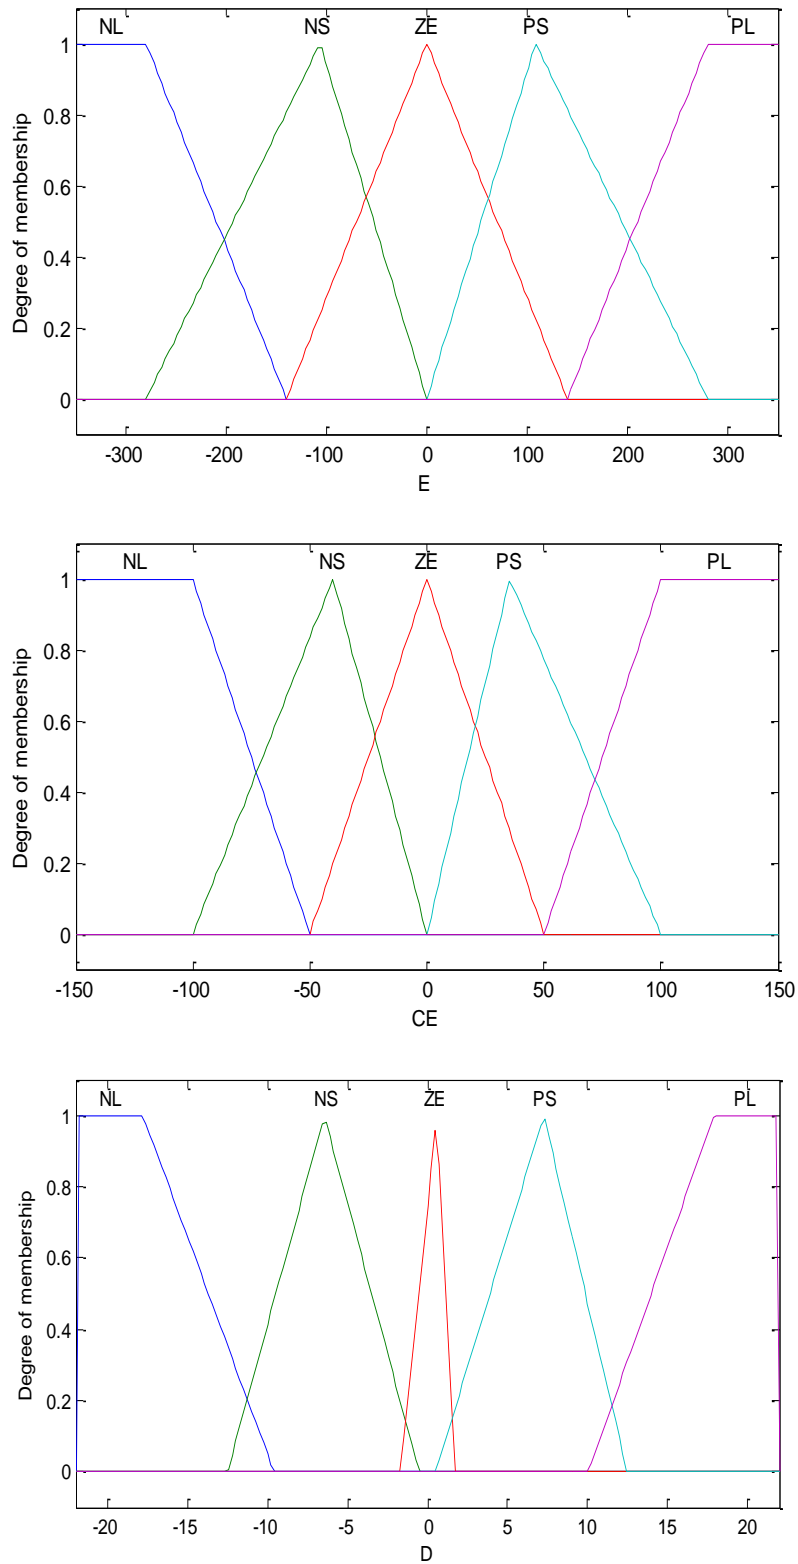 NL NS ZE PS PL
1
0.8
0.6
0.4
0.2
0
Degree of membership
-300 -200 -100 0 100 200 300
E
NL NS ZE PS PL
1
0.8
0.6
0.4
0.2
0
Degree of membership
-150 -100 -50 0 50 100 150
CE
NL NS ZE PS PL
1
0.8
0.6
0.4
0.2
0
Degree of membership
-20 -15 -10 -5 0 5 10 15 20
D